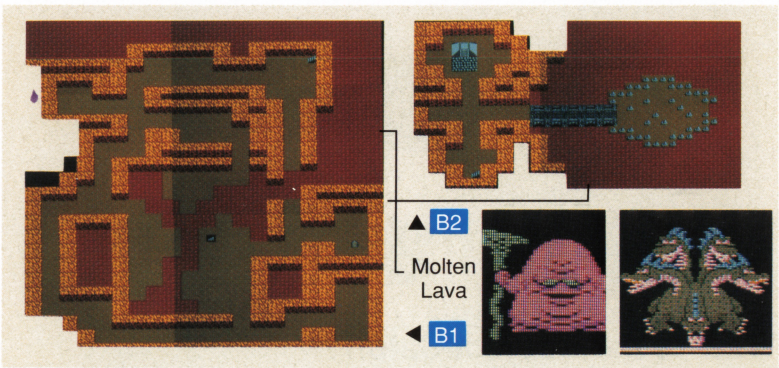 ▲ B2
Molten
Lava
◀ B1